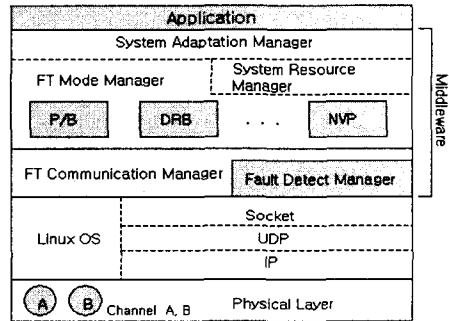 Application
System Adaptation Manager
FT Mode Manager
System Resource
Manager
P/B
DRB
. . .
NVP
Middleware
FT Communication Manager
Fault Detect Manager
Linux OS
Socket
UDP
IP
A
B
Channel A, B
Physical Layer